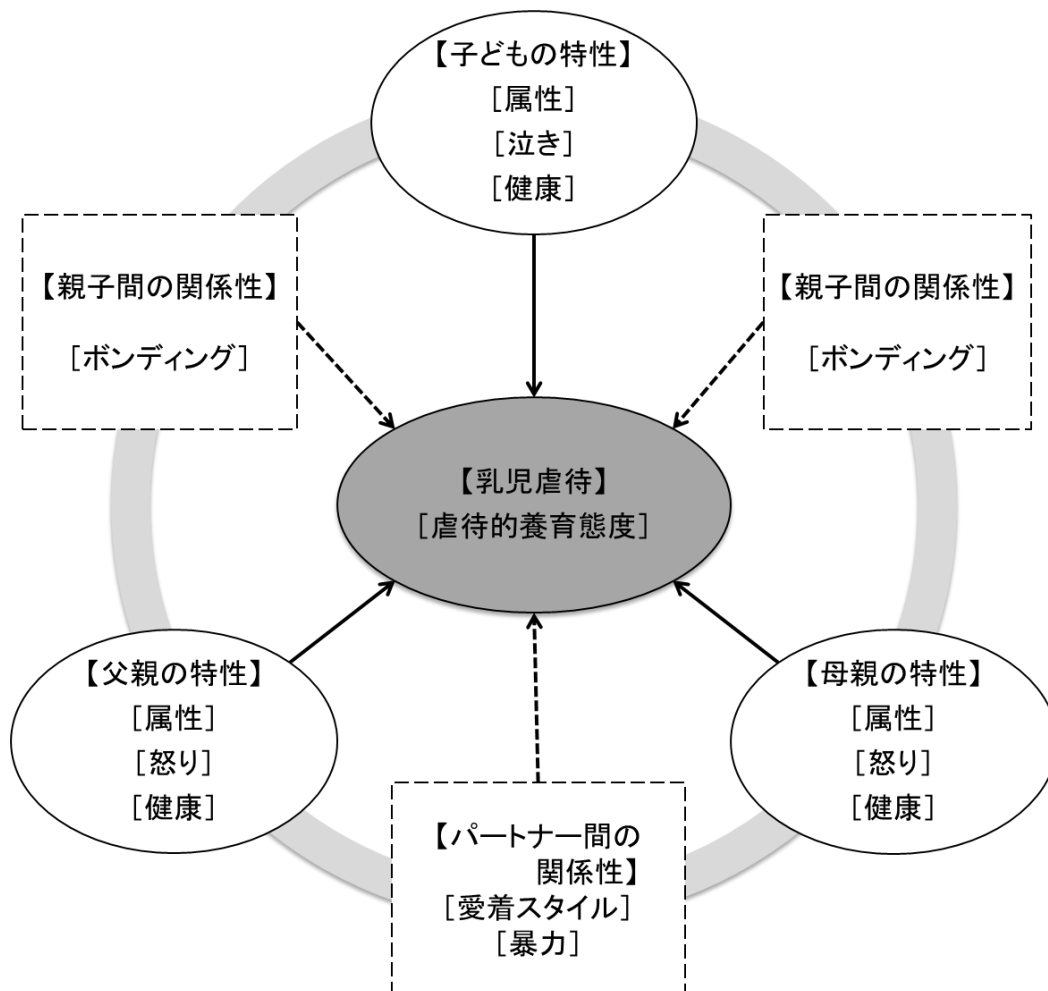 【子どもの特性】
［属性］
［泣き］
［健康］
【親子間の関係性】
［ボンディング］
【親子間の関係性】
［ボンディング］
【乳児虐待】
［虐待的養育態度］
【父親の特性】
［属性］
［怒り］
［健康］
【母親の特性】
［属性］
［怒り］
［健康］
【パートナー間の
関係性】
［愛着スタイル］
［暴力］